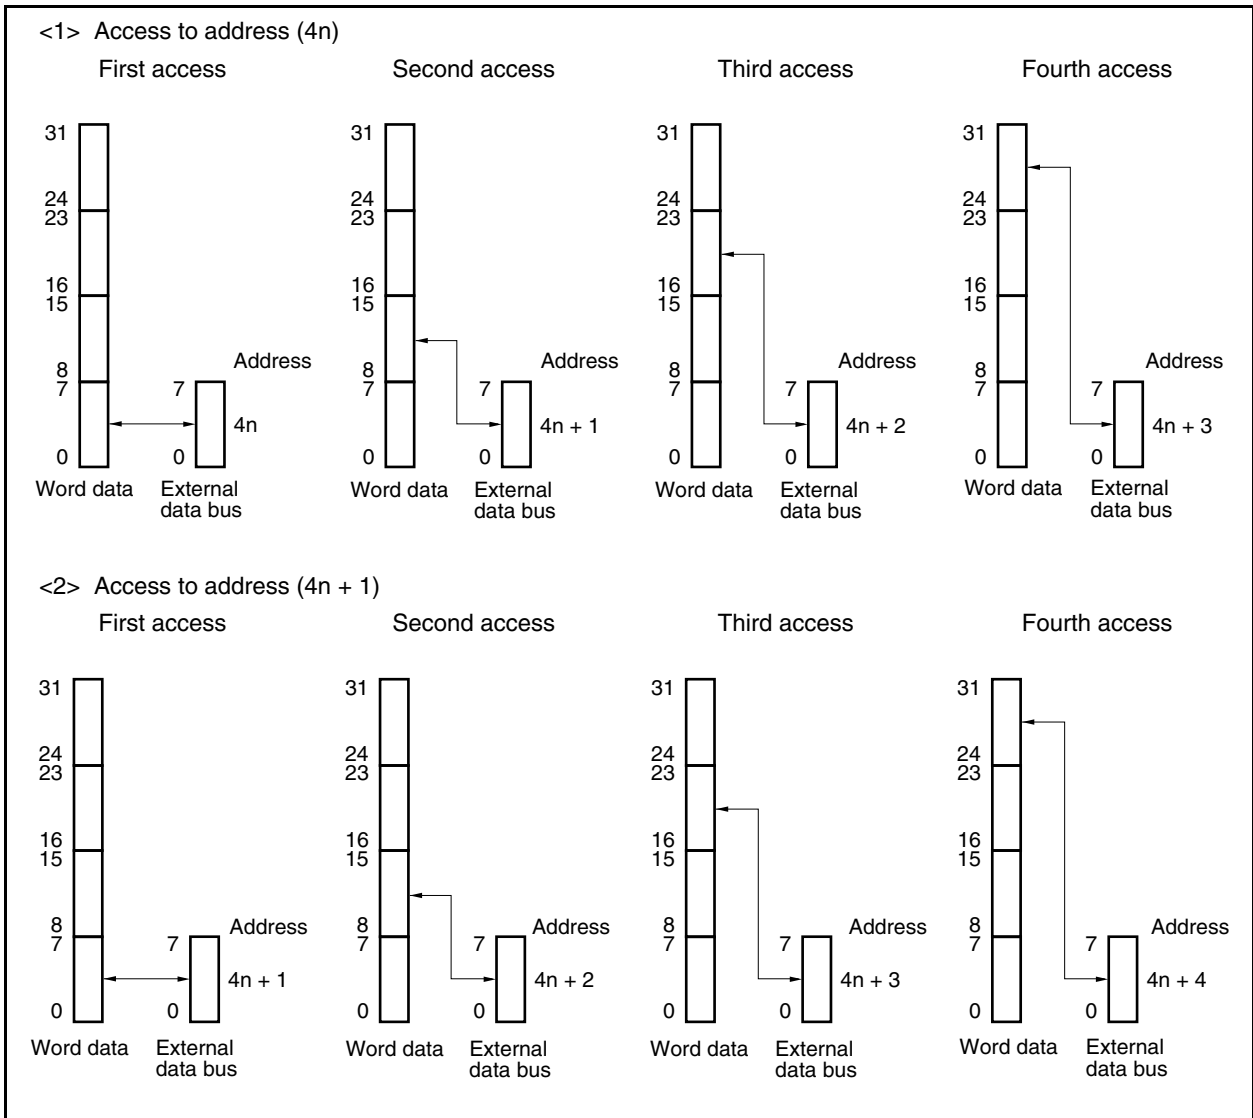 <1> Access to address (4n)
First access Second access Third access Fourth access
31 31 31 31
24 24 24 24
23 23 23 23
16 16 16 16
15 15 15 15
Address Address Address Address
8 8 8 8
7 7 7 7 7 7 7 7
4n 4n + 1 4n + 2 4n + 3
0 0 0 0 0 0 0 0
Word data External data bus Word data External data bus Word data External data bus Word data External data bus
<2> Access to address (4n + 1)
First access Second access Third access Fourth access
31 31 31 31
24 24 24 24
23 23 23 23
16 16 16 16
15 15 15 15
Address Address Address Address
8 8 8 8
7 7 7 7 7 7 7 7
4n + 1 4n + 2 4n + 3 4n + 4
0 0 0 0 0 0 0 0
Word data External data bus Word data External data bus Word data External data bus Word data External data bus